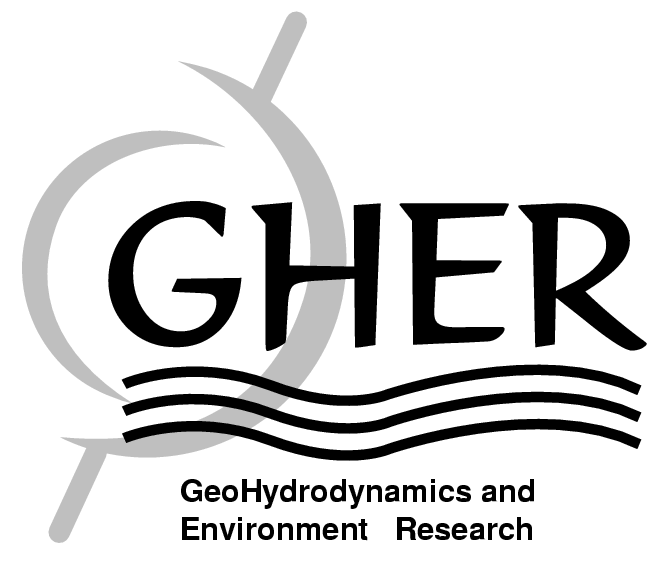 GHER
GeoHydrodynamics and
Environment Research